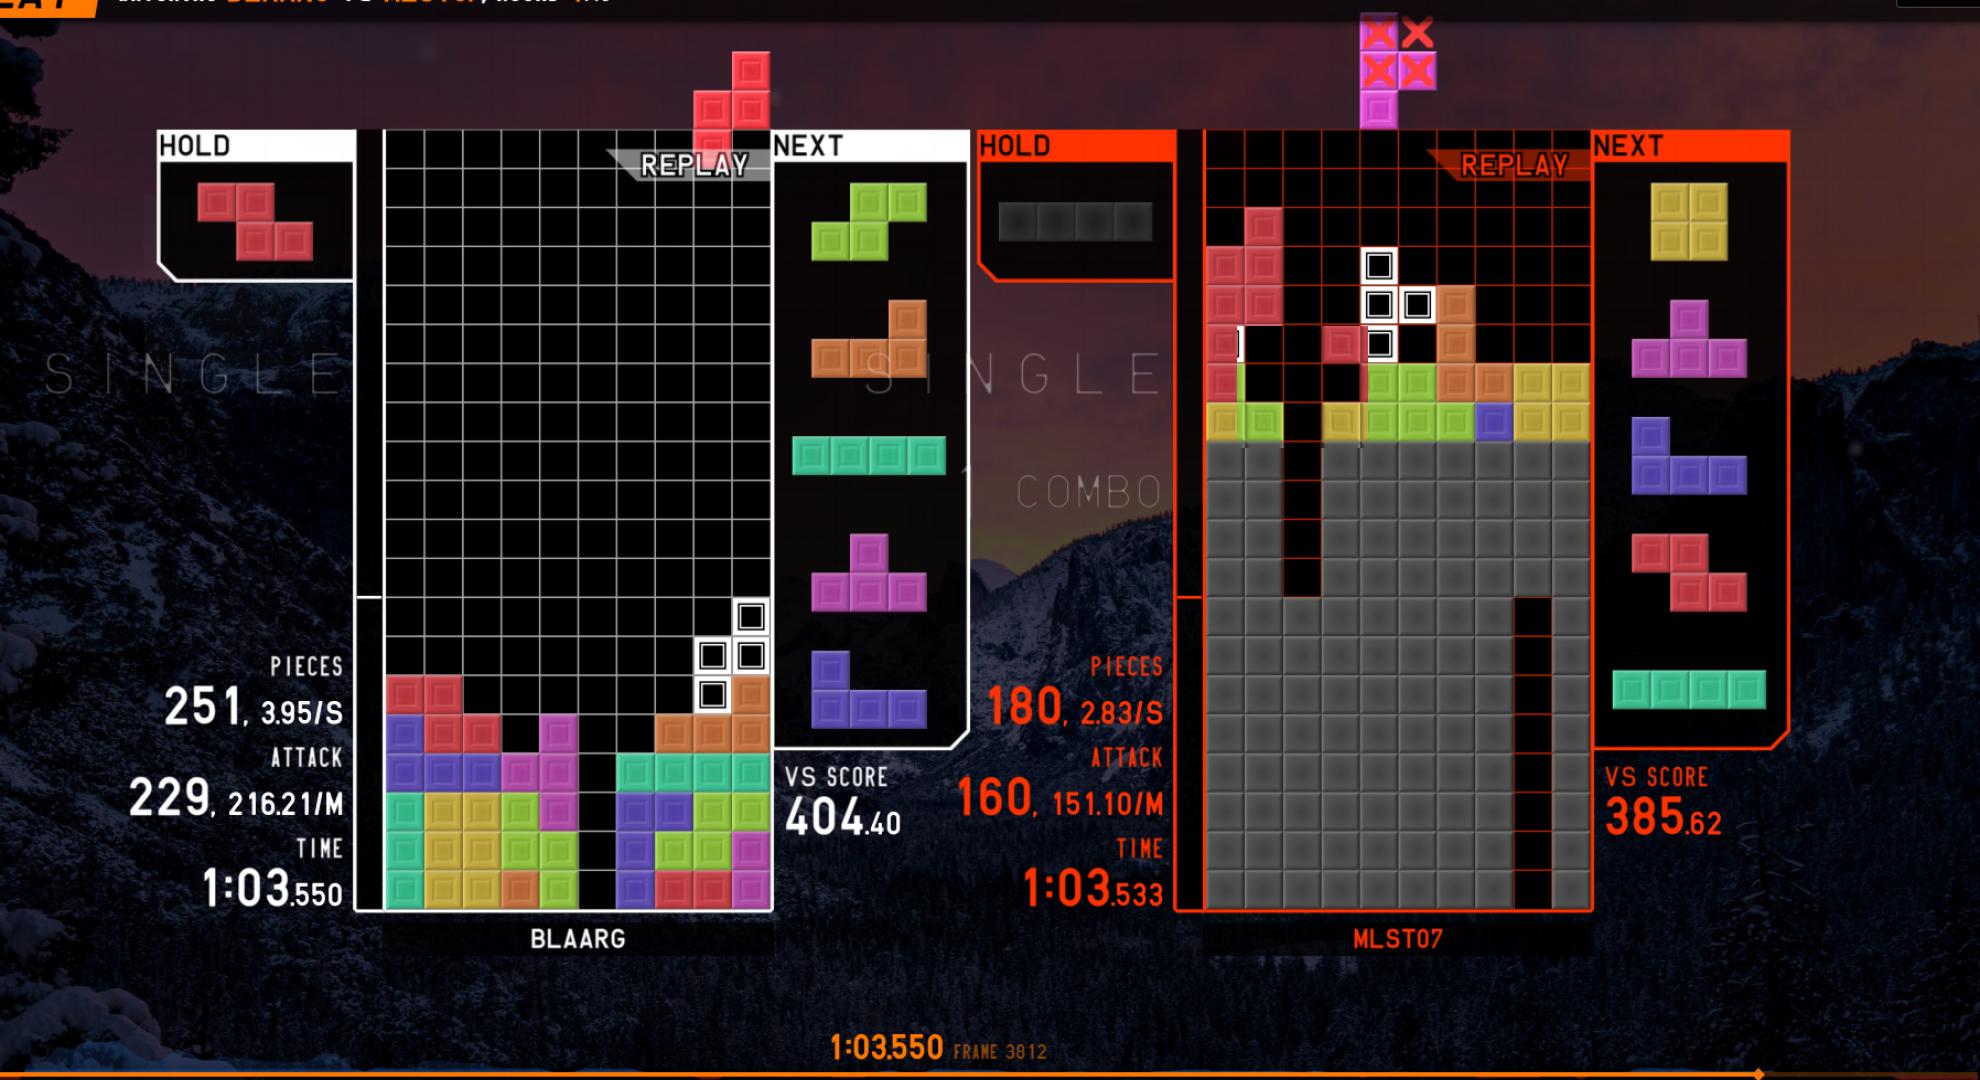 HOLD
REPLAY
NEXT
HOLD
REPLAY
NEXT
SINGLE
SINGLE
COMBO
PIECES
251, 3.95/S
ATTACK
229, 216.21/M
TIME
1:03.550
VS SCORE
404.40
PIECES
180, 2.83/S
ATTACK
160, 151.10/M
TIME
1:03.533
VS SCORE
385.62
BLAARG
MLST07
1:03.550 FRAME 3812